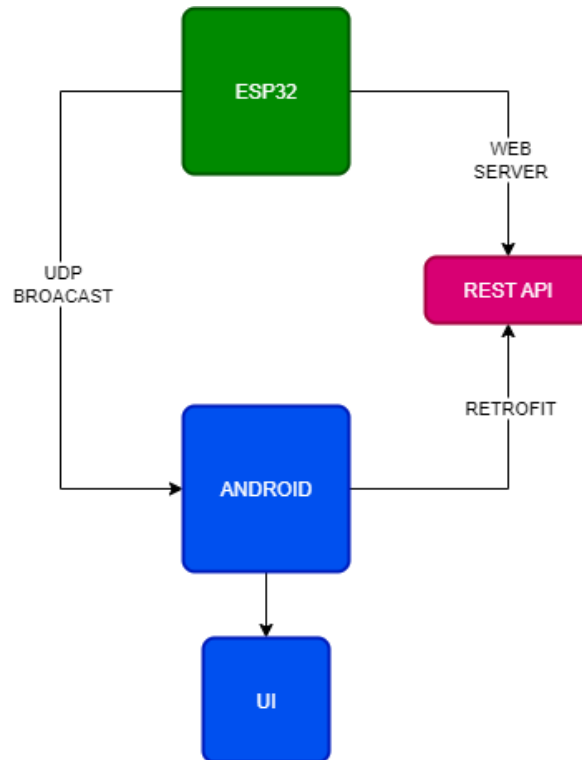 ESP32
WEB
SERVER
UDP
BROACAST
REST API
RETROFIT
ANDROID
UI